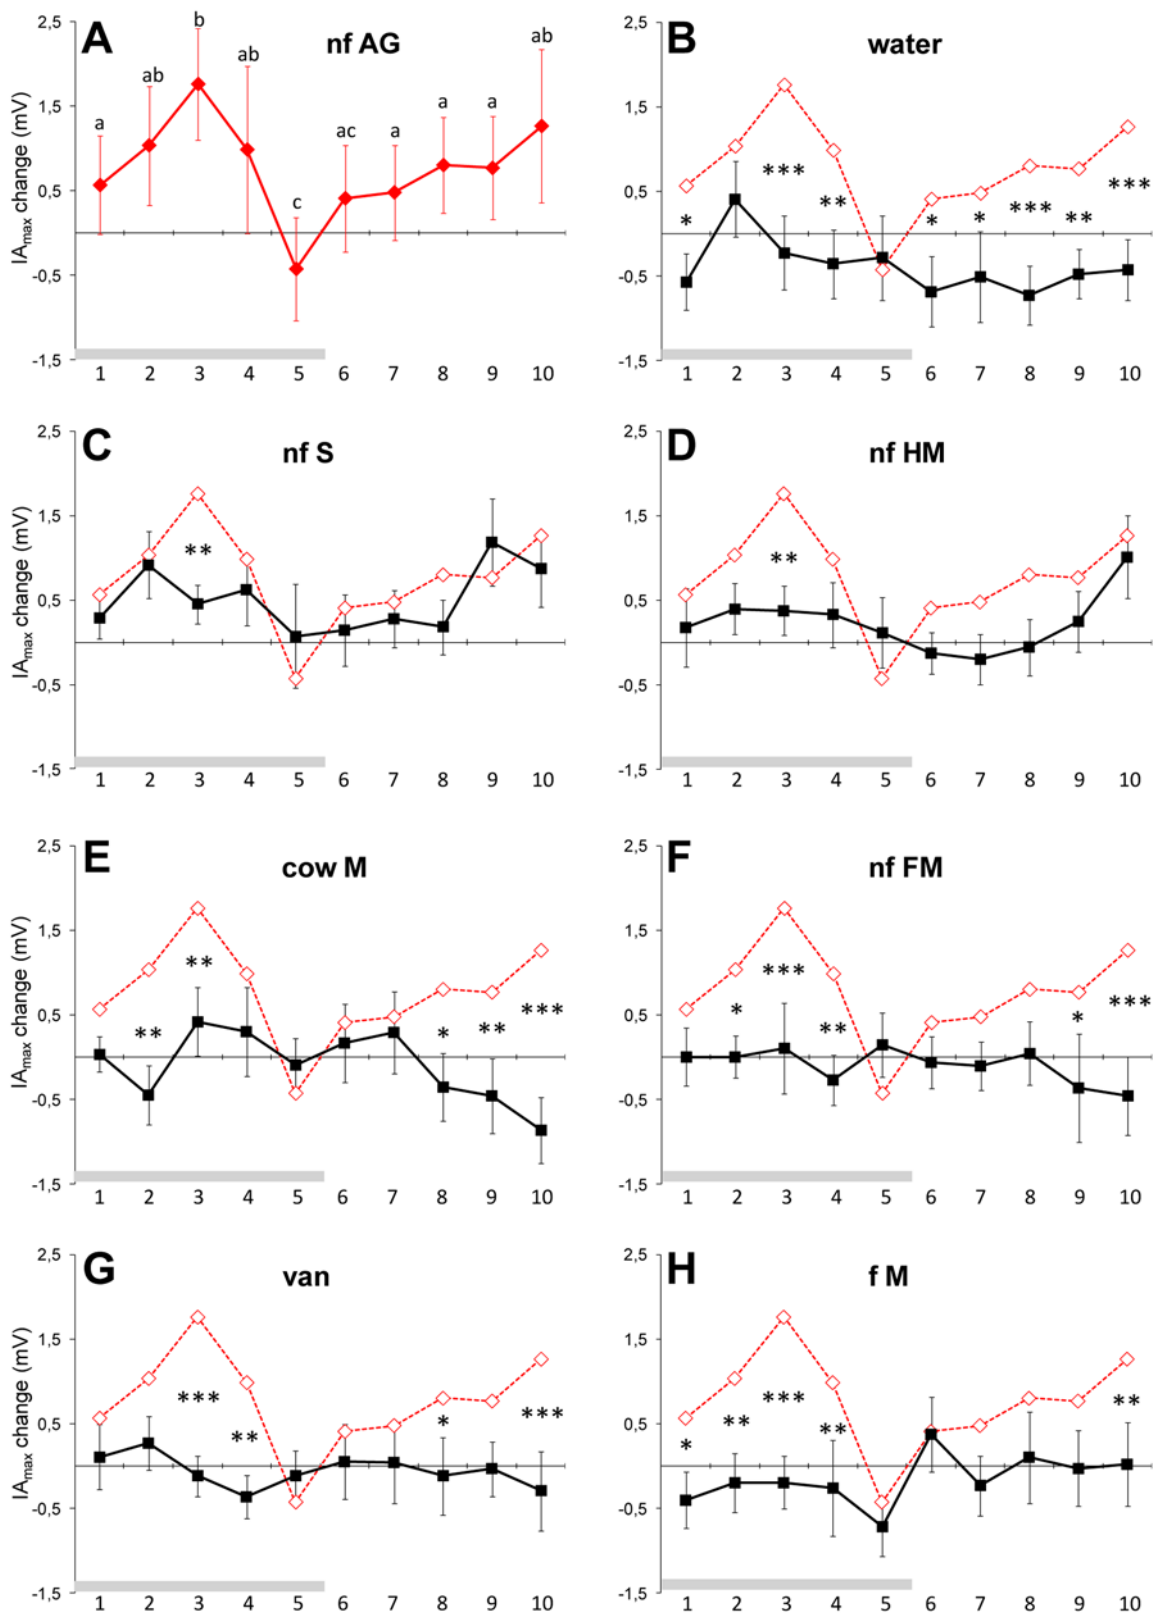 A nf AG
IAmax change (mV)
2,5
1,5
0,5
-0,5
-1,5
a ab b ab c ac a a a ab
1 2 3 4 5 6 7 8 9 10
B water
2,5
1,5
0,5
-0,5
-1,5
* *** ** * * *** ** ***
1 2 3 4 5 6 7 8 9 10
C nf S
IAmax change (mV)
2,5
1,5
0,5
-0,5
-1,5
**
1 2 3 4 5 6 7 8 9 10
D nf HM
2,5
1,5
0,5
-0,5
-1,5
**
1 2 3 4 5 6 7 8 9 10
E cow M
IAmax change (mV)
2,5
1,5
0,5
-0,5
-1,5
** ** * ** ***
1 2 3 4 5 6 7 8 9 10
F nf FM
2,5
1,5
0,5
-0,5
-1,5
* *** ** * ***
1 2 3 4 5 6 7 8 9 10
G van
IAmax change (mV)
2,5
1,5
0,5
-0,5
-1,5
*** ** * ***
1 2 3 4 5 6 7 8 9 10
H f M
2,5
1,5
0,5
-0,5
-1,5
* ** *** ** **
1 2 3 4 5 6 7 8 9 10